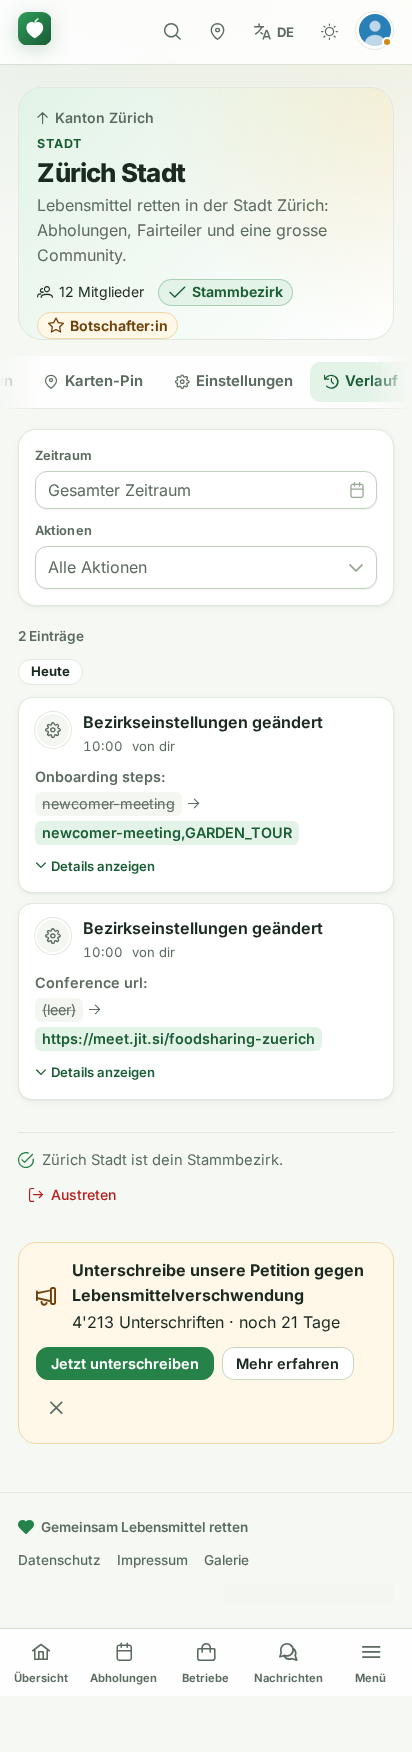 DE
Kanton Zürich
STADT
Zürich Stadt
Lebensmittel retten in der Stadt Zürich:
Abholungen, Fairteiler und eine grosse
Community.
12 Mitglieder
Stammbezirk
Botschafter:in
n
Karten-Pin
Einstellungen
Verlauf
Zeitraum
Gesamter Zeitraum
Aktionen
Alle Aktionen
2 Einträge
Heute
Bezirkseinstellungen geändert
10:00 von dir
Onboarding steps:
newcomer-meeting →
newcomer-meeting,GARDEN_TOUR
Details anzeigen
Bezirkseinstellungen geändert
10:00 von dir
Conference url:
(leer) →
https://meet.jit.si/foodsharing-zuerich
Details anzeigen
Zürich Stadt ist dein Stammbezirk.
Austreten
Unterschreibe unsere Petition gegen
Lebensmittelverschwendung
4'213 Unterschriften · noch 21 Tage
Jetzt unterschreiben
Mehr erfahren
Gemeinsam Lebensmittel retten
Datenschutz
Impressum
Galerie
Übersicht
Abholungen
Betriebe
Nachrichten
Menü